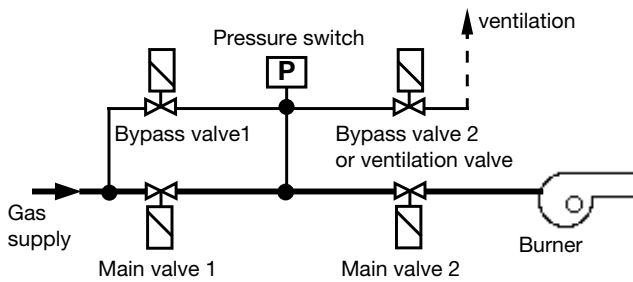 ventilation
Pressure switch
P
Bypass valve1
Bypass valve 2
or ventilation valve
Gas
supply
Burner
Main valve 1
Main valve 2